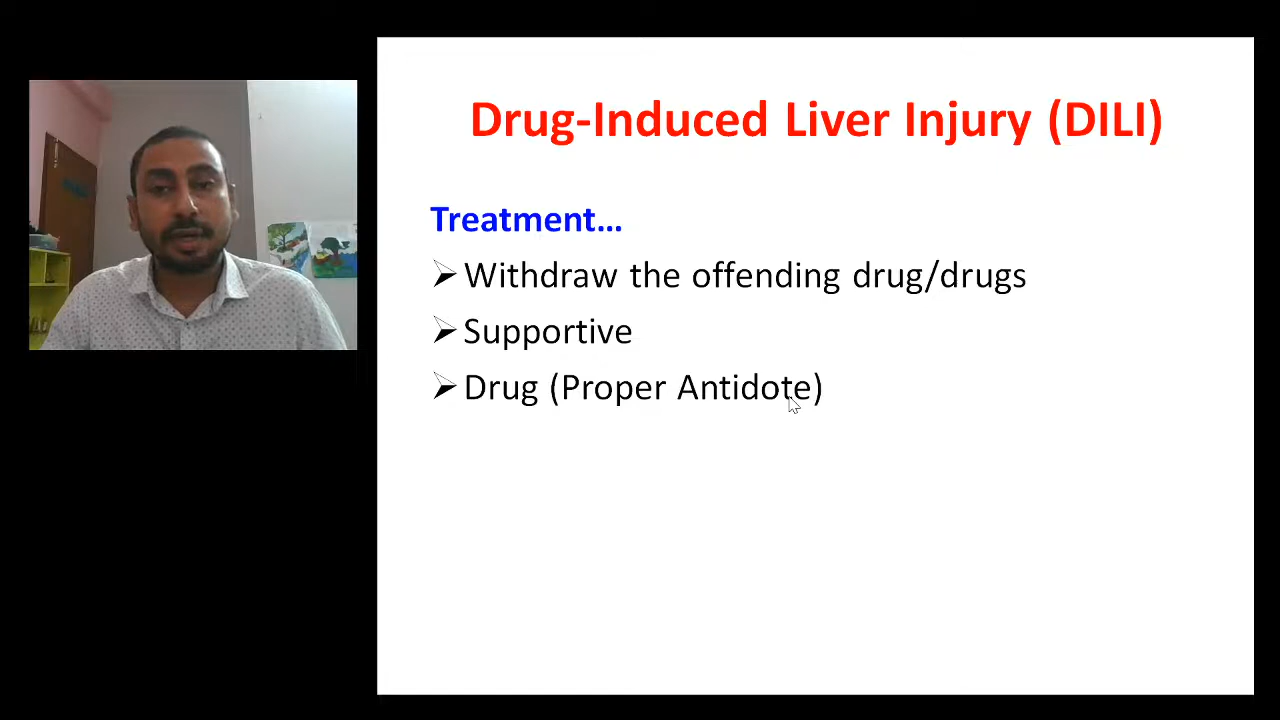 Drug-Induced Liver Injury (DILI)
Treatment…
Withdraw the offending drug/drugs
Supportive
Drug (Proper Antidote)